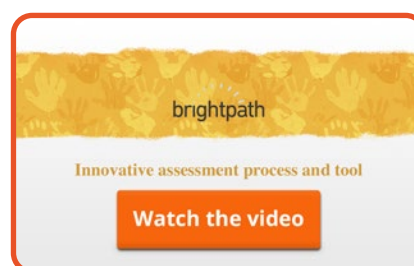 brightpath
Innovative assessment process and tool
Watch the video